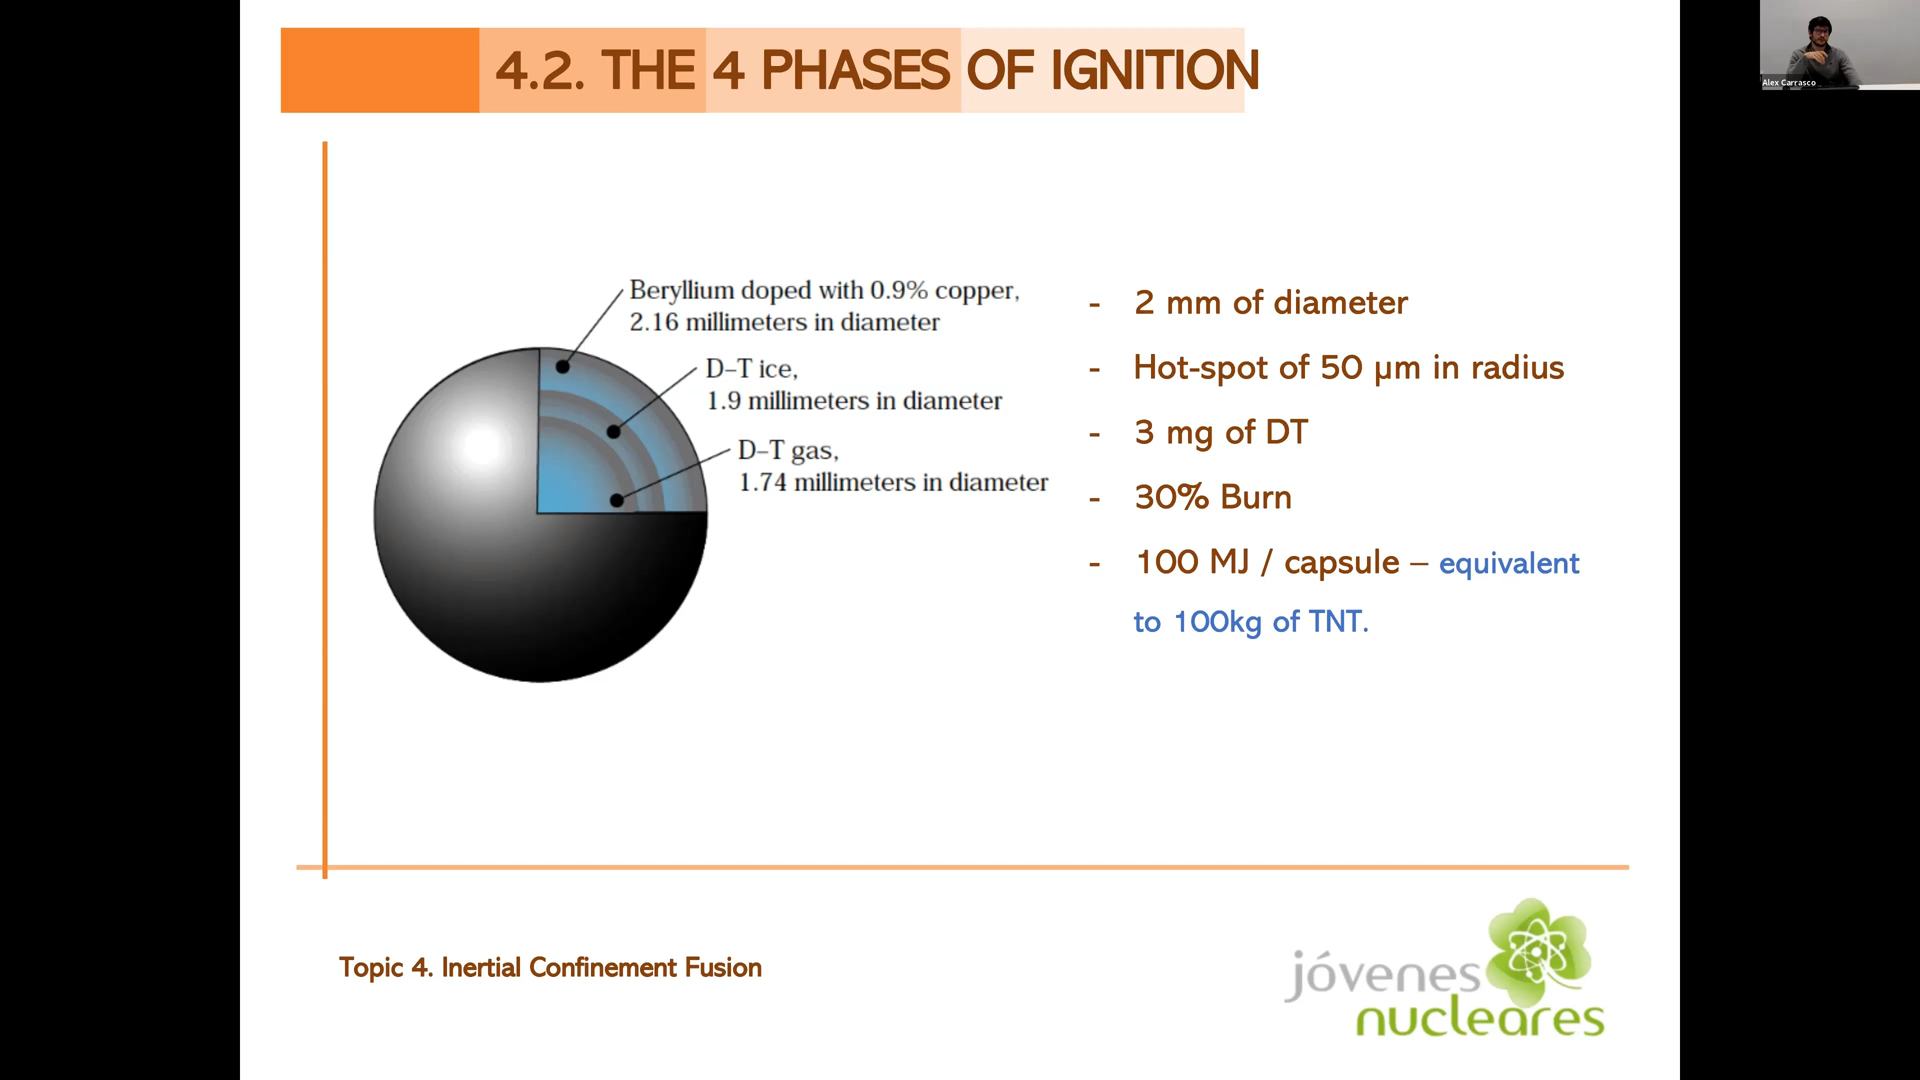 4.2. THE 4 PHASES OF IGNITION
Alex Carrasco
Beryllium doped with 0.9% copper,
2.16 millimeters in diameter
D–T ice,
1.9 millimeters in diameter
D–T gas,
1.74 millimeters in diameter
- 2 mm of diameter
- Hot-spot of 50 µm in radius
- 3 mg of DT
- 30% Burn
- 100 MJ / capsule – equivalent
to 100kg of TNT.
Topic 4. Inertial Confinement Fusion
jóvenes
nucleares